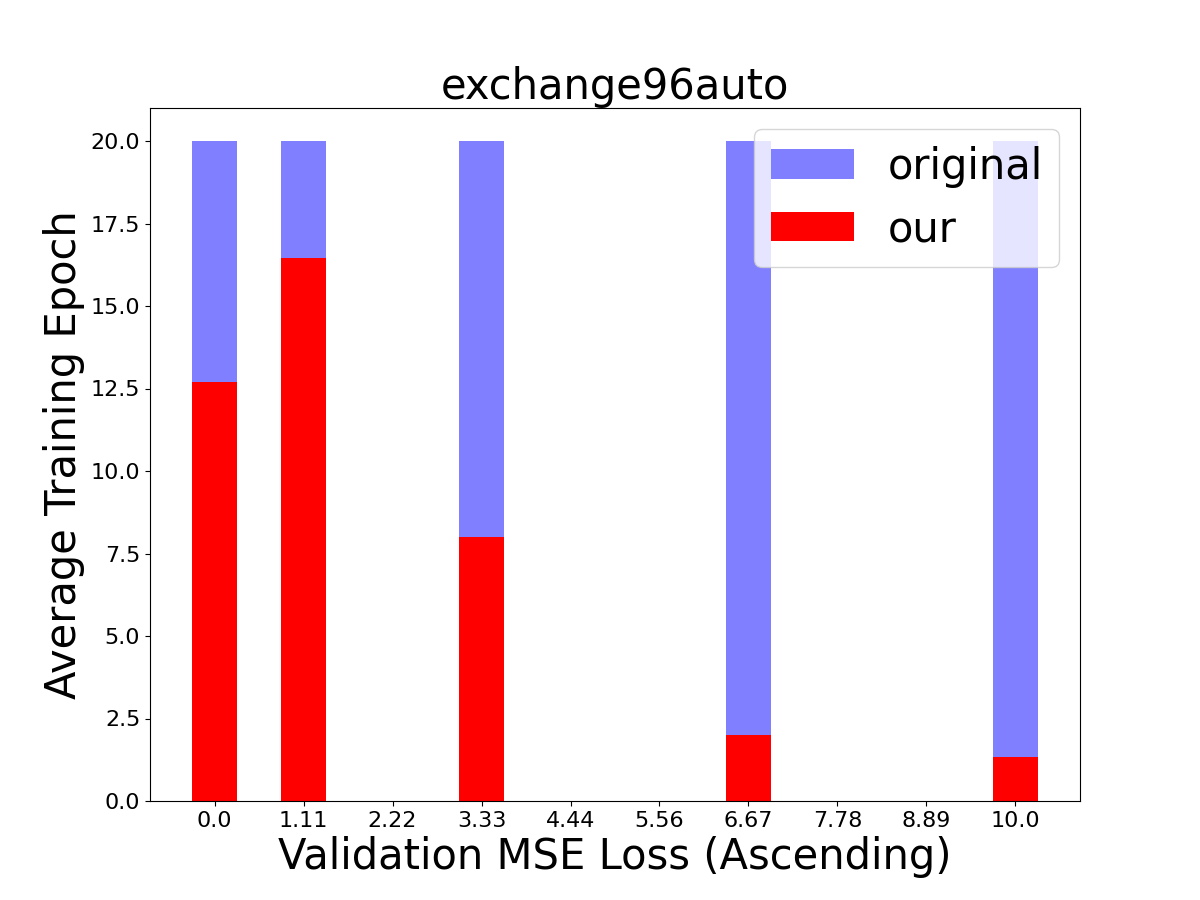 exchange96auto
20.0
17.5
15.0
12.5
10.0
7.5
5.0
2.5
0.0
Average Training Epoch
original
our
0.0 1.11 2.22 3.33 4.44 5.56 6.67 7.78 8.89 10.0
Validation MSE Loss (Ascending)